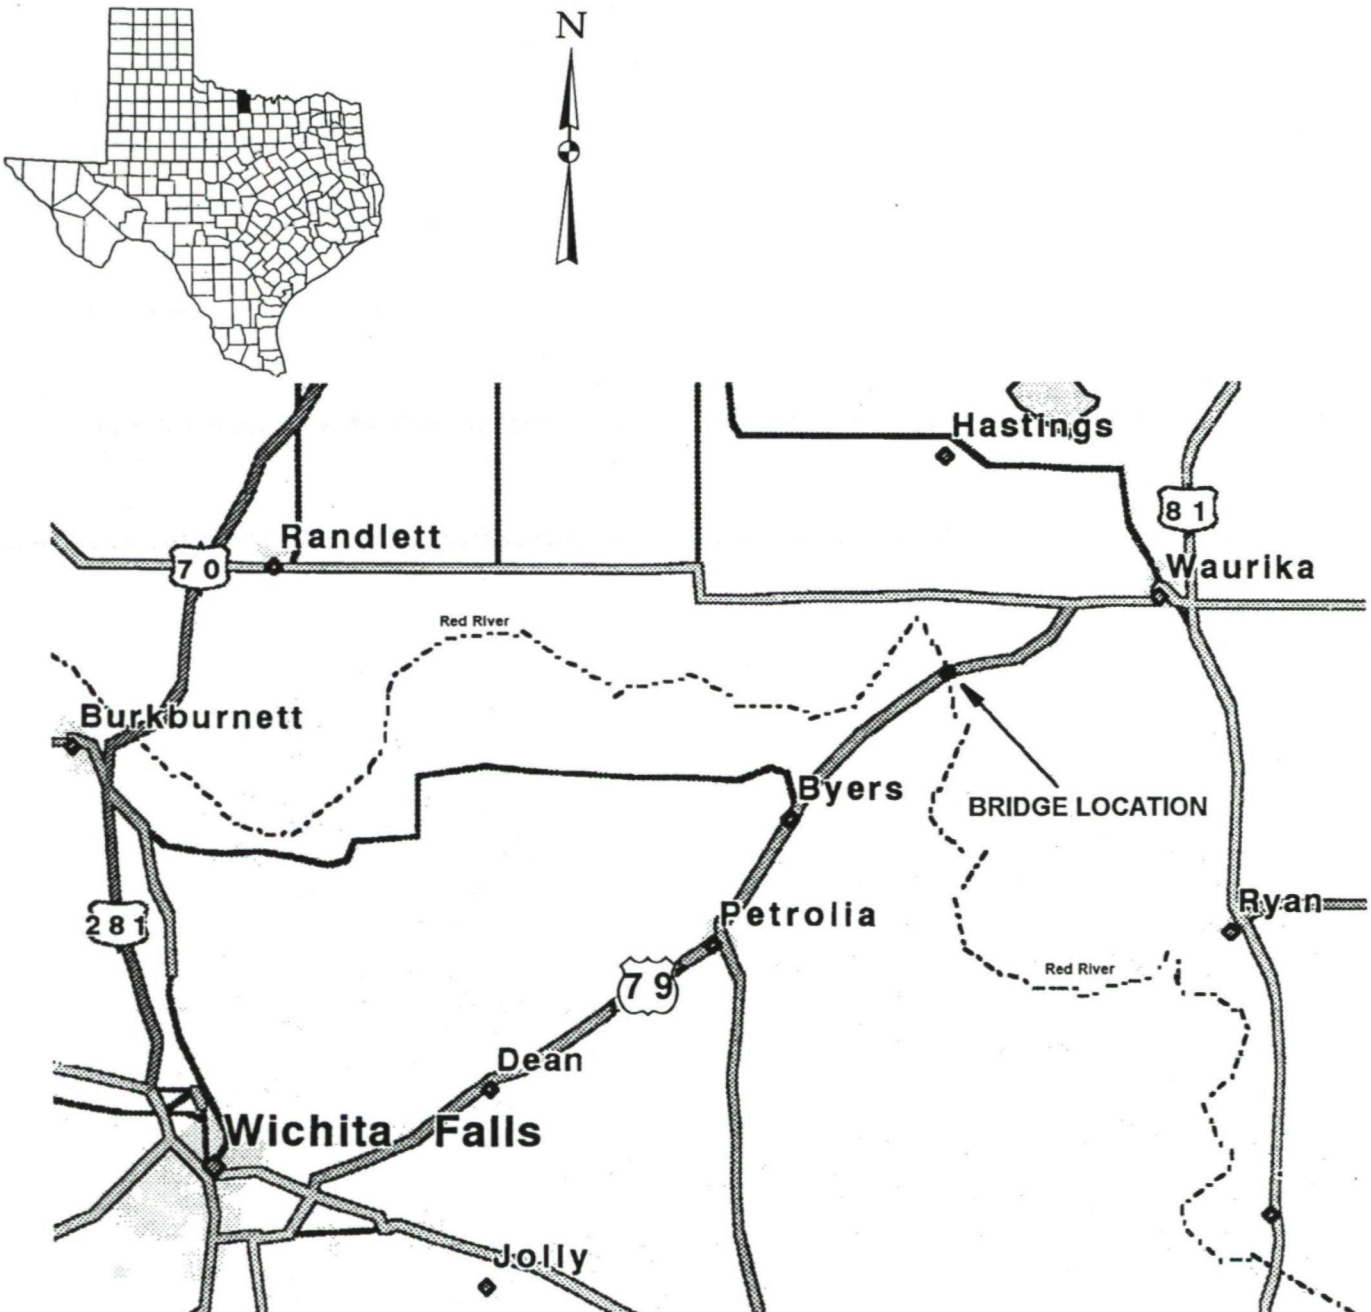 N
Hastings
81
Randlett
70
Waurika
Red River
Burkburnett
Byers
BRIDGE LOCATION
Ryan
Petrolia
281
Red River
79
Dean
Wichita Falls
Jolly